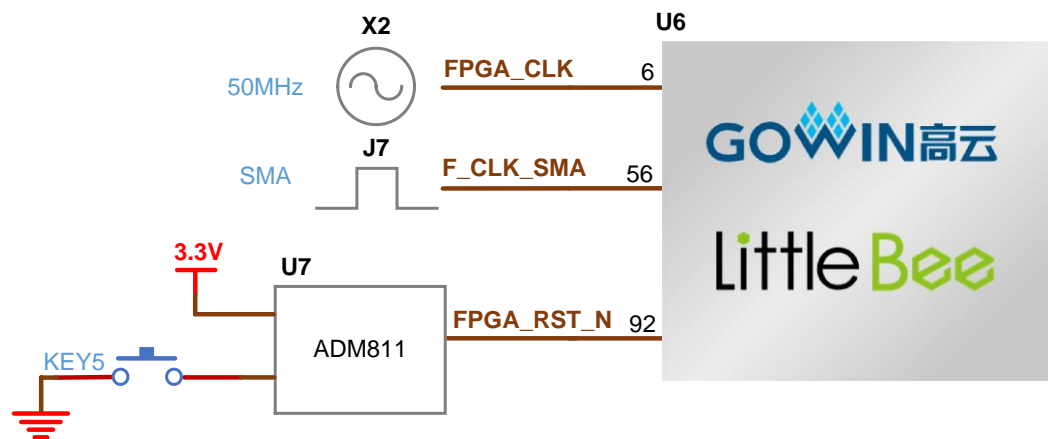 X2
U6
50MHz
FPGA_CLK
6
J7
SMA
F_CLK_SMA
56
GOWIN高云
LittleBee
3.3V
U7
ADM811
FPGA_RST_N
92
KEY5